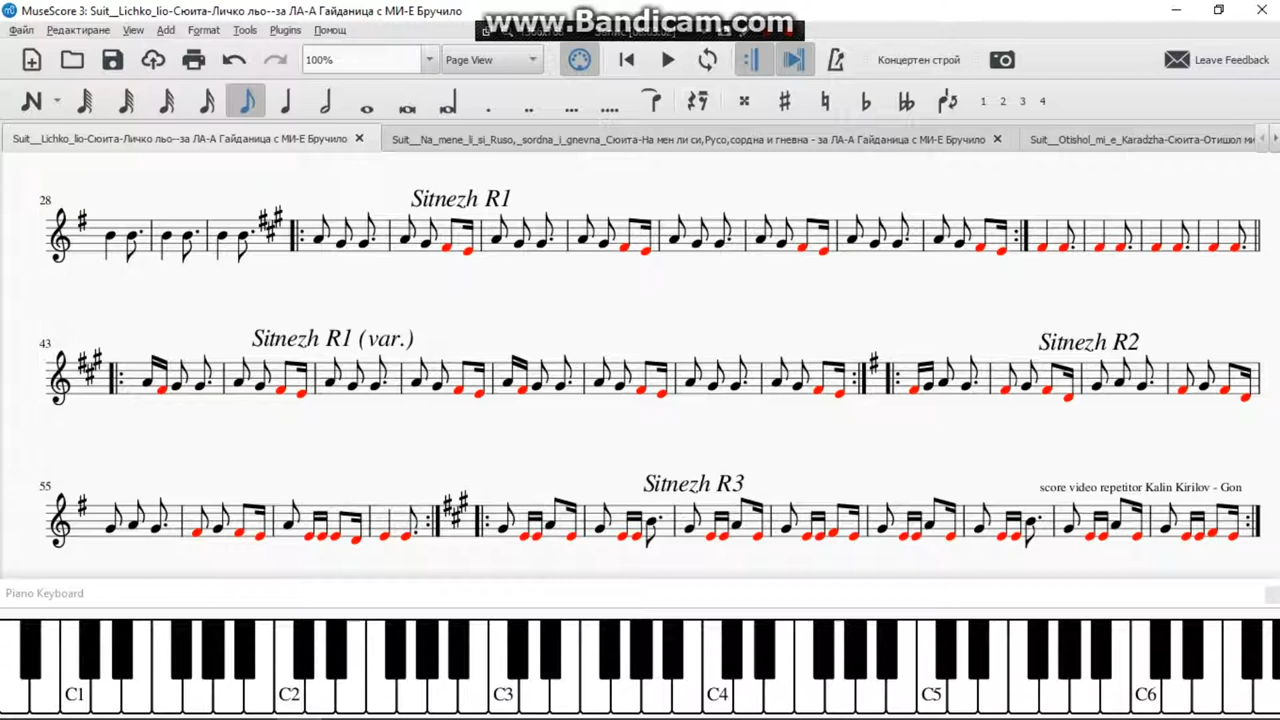 MuseScore 3: Suit__Lichko_lio-Сюита-Личко льо--за ЛА-А Гайданица с МИ-Е Бручило
www.Bandicam.com
Файл Редактиране View Add Format Tools Plugins Помощ
100% Page View Концертен строй Leave Feedback
1 2 3 4
Suit__Lichko_lio-Сюита-Личко льо--за ЛА-А Гайданица с МИ-Е Бручило Suit__Na_mene_li_si_Ruso,_sordna_i_gnevna_Сюита-На мен ли си,Русо,сордна и гневна - за ЛА-А Гайданица с МИ-Е Бручило Suit__Otishol_mi_e_Karadzha-Сюита-Отишол ми
28 Sitnezh R1
43 Sitnezh R1 (var.) Sitnezh R2
55 Sitnezh R3 score video repetitor Kalin Kirilov - Gon
Piano Keyboard
C1 C2 C3 C4 C5 C6